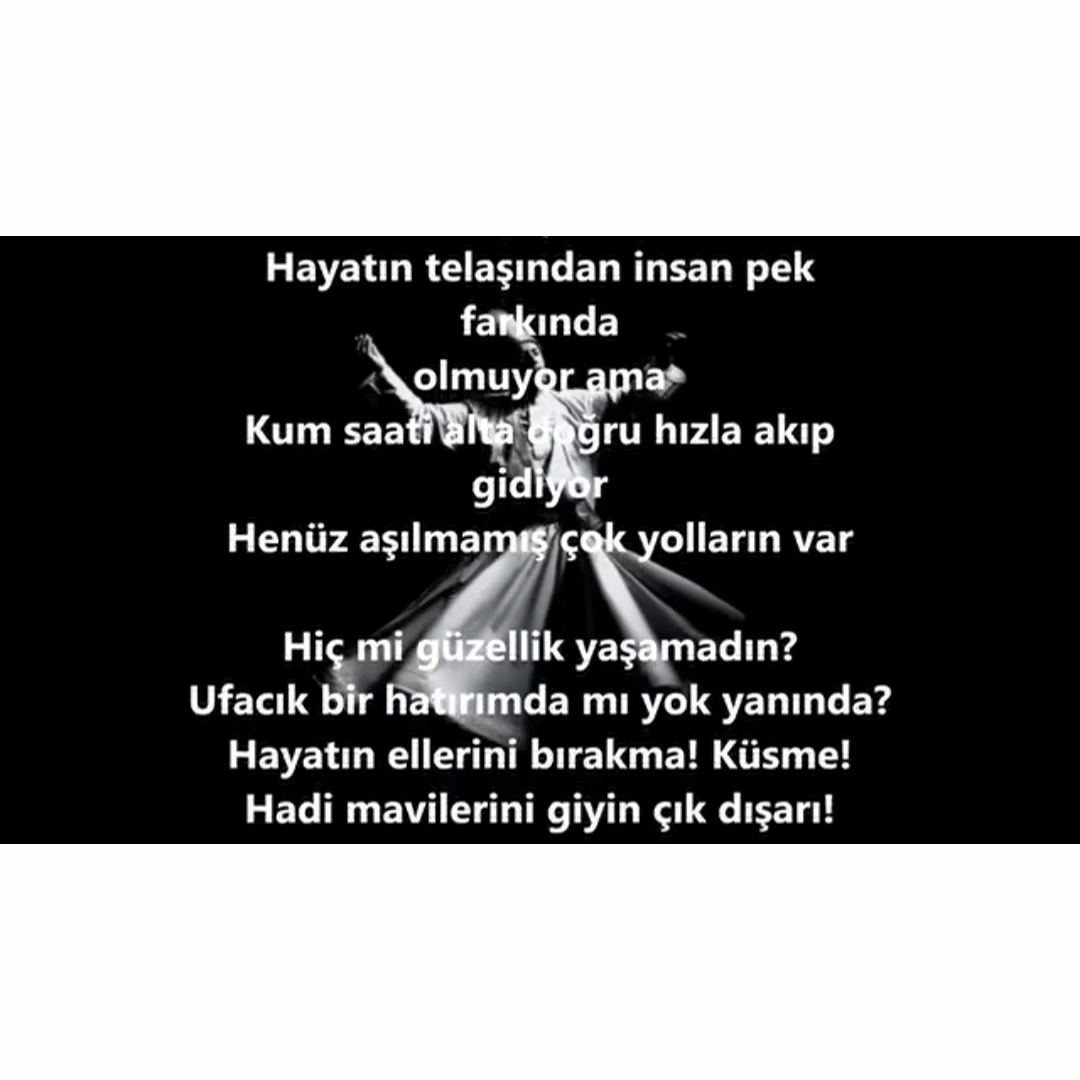 Hayatın telaşından insan pek
farkında
olmuyor ama
Kum saati alta doğru hızla akıp
gidiyor
Henüz aşılmamış çok yolların var
Hiç mi güzellik yaşamadın?
Ufacık bir hatırımda mı yok yanında?
Hayatın ellerini bırakma! Küsme!
Hadi mavilerini giyin çık dışarı!